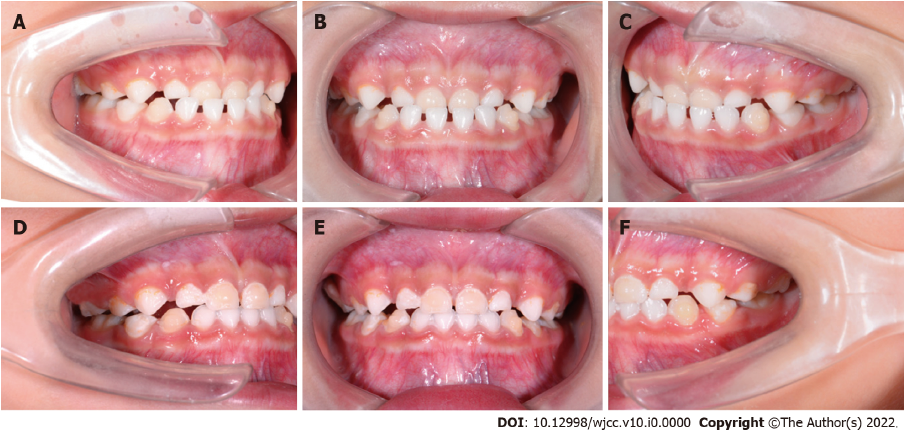 A
B
C
D
E
F
DOI: 10.12998/wjcc.v10.i0.0000 Copyright ©The Author(s) 2022.